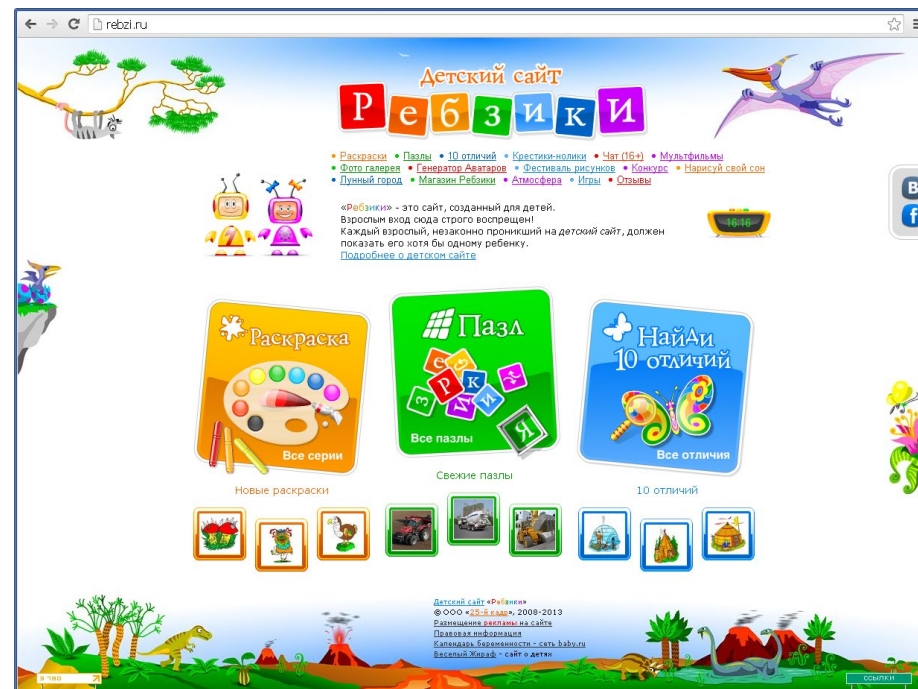 rebzi.ru
Детский сайт
Ребзики
• Раскраски • Пазлы • 10 отличий • Крестики-нолики • Чат (16+) • Мультфильмы
• Фото галерея • Генератор Аватаров • Фестиваль рисунков • Конкурс • Нарисуй свой сон
• Лунный город • Магазин Ребзики • Атмосфера • Игры • Отзывы
«Ребзики» - это сайт, созданный для детей.
Взрослым вход сюда строго воспрещен!
Каждый взрослый, незаконно проникший на детский сайт, должен
показать его хотя бы одному ребенку.
Подробнее о детском сайте
16:16
В
f
Раскраска
Все серии
Пазл
Все пазлы
Найди
10 отличий
Все отличия
Новые раскраски
Свежие пазлы
10 отличий
Детский сайт «Ребзики»
© ООО «25-й кадр», 2008-2013
Размещение рекламы на сайте
Правовая информация
Календарь беременности - сеть baby.ru
Веселый Жираф - сайт о детях
ссылки